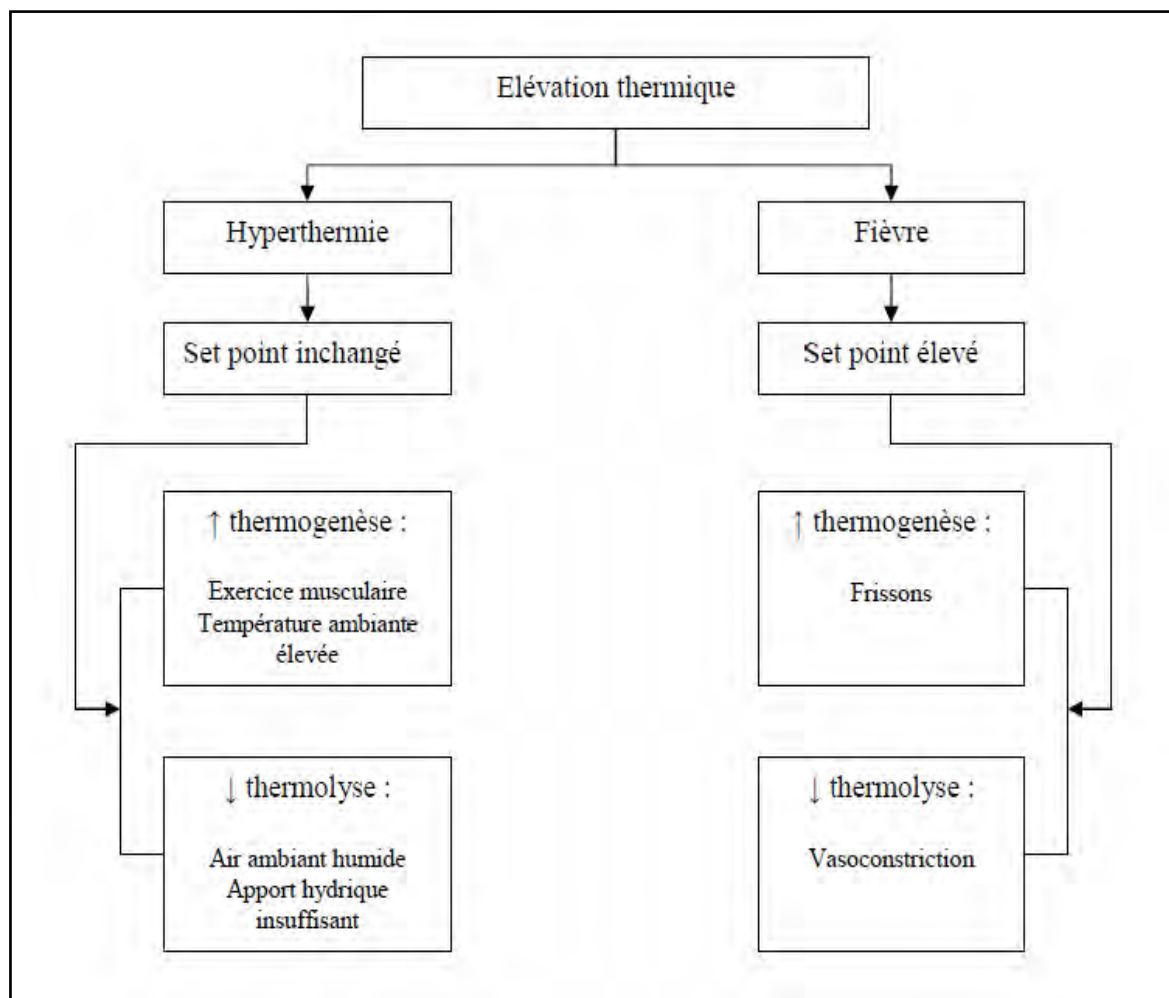 Elévation thermique
Hyperthermie
Fièvre
Set point inchangé
Set point élevé
↑ thermogenèse :
Exercice musculaire
Température ambiante
élevée
↑ thermogenèse :
Frissons
↓ thermolyse :
Air ambiant humide
Apport hydrique
insuffisant
↓ thermolyse :
Vasoconstriction